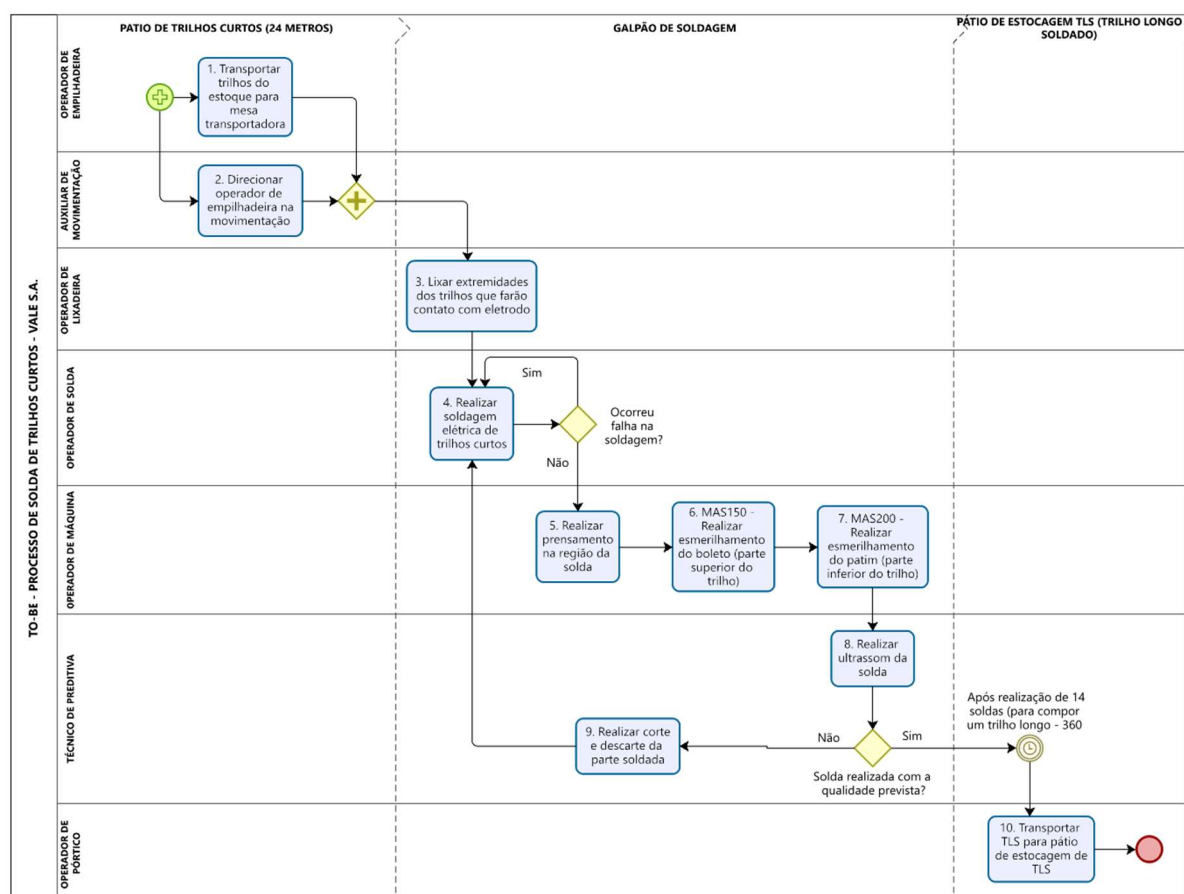 PATIO DE TRILHOS CURTOS (24 METROS)
GALPÃO DE SOLDAGEM
PÁTIO DE ESTOCAGEM TLS (TRILHO LONGO
SOLDADO)
TO-BE - PROCESSO DE SOLDA DE TRILHOS CURTOS - VALE S.A.
OPERADOR DE
EMPILHADEIRA
1. Transportar
trilhos do
estoque para
mesa
transportadora
AUXILIAR DE
MOVIMENTAÇÃO
2. Direcionar
operador de
empilhadeira na
movimentação
OPERADOR DE
LIXADEIRA
3. Lixar extremidades
dos trilhos que farão
contato com eletrodo
OPERADOR DE SOLDA
Sim
4. Realizar
soldagem
elétrica de
trilhos curtos
Ocorreu
falha na
soldagem?
Não
OPERADOR DE MÁQUINA
5. Realizar
prensamento
na região da
solda
6. MAS150 -
Realizar
esmerilhamento
do boleto (parte
superior do
trilho)
7. MAS200 -
Realizar
esmerilhamento
do patim (parte
inferior do trilho)
TÉCNICO DE PREDITIVA
8. Realizar
ultrassom da
solda
Após realização de 14
soldas (para compor
um trilho longo - 360
9. Realizar corte
e descarte da
parte soldada
Não
Sim
Solda realizada com a
qualidade prevista?
OPERADOR DE
PÓRTICO
10. Transportar
TLS para pátio
de estocagem de
TLS